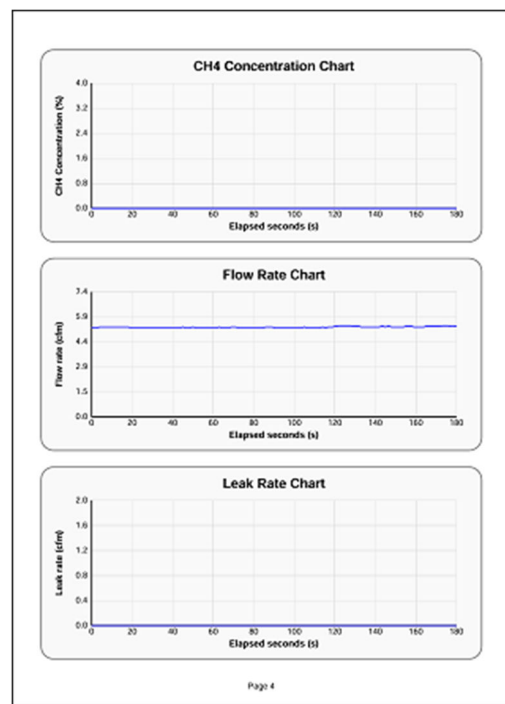 CH4 Concentration Chart
4.0
3.2
2.4
1.6
0.8
0.0
CH4 Concentration (%)
0 20 40 60 80 100 120 140 160 180
Elapsed seconds (s)
Flow Rate Chart
7.4
5.9
4.4
2.9
1.5
0.0
Flow rate (cfm)
0 20 40 60 80 100 120 140 160 180
Elapsed seconds (s)
Leak Rate Chart
2.0
1.6
1.2
0.8
0.4
0.0
Leak rate (cfm)
0 20 40 60 80 100 120 140 160 180
Elapsed seconds (s)
Page 4